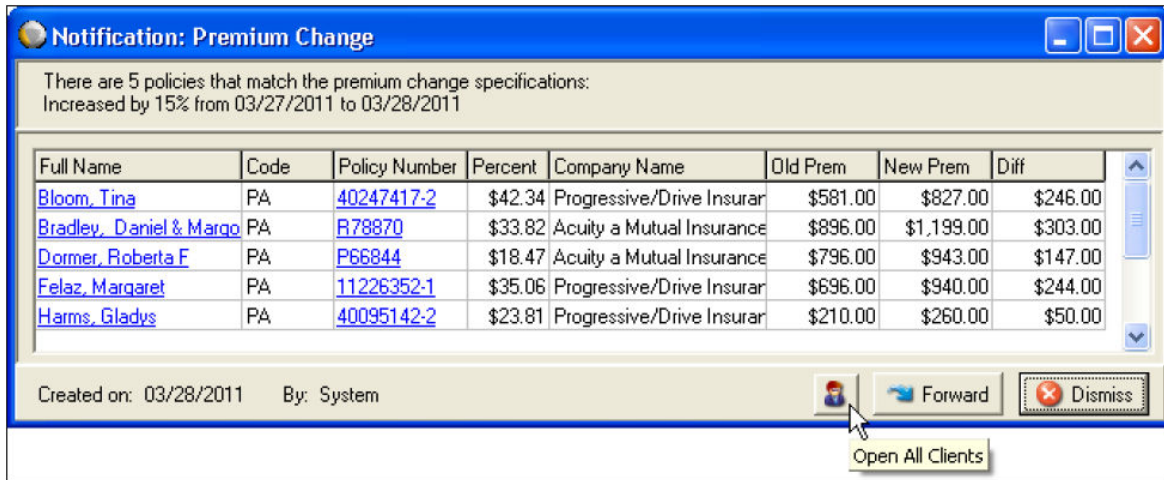 Notification: Premium Change
There are 5 policies that match the premium change specifications:
Increased by 15% from 03/27/2011 to 03/28/2011
Full Name Code Policy Number Percent Company Name Old Prem New Prem Diff
Bloom, Tina PA 40247417-2 $42.34 Progressive/Drive Insurar $581.00 $827.00 $246.00
Bradley, Daniel & Margo PA R78870 $33.82 Acuity a Mutual Insurance $896.00 $1,199.00 $303.00
Dormer, Roberta F PA P66844 $18.47 Acuity a Mutual Insurance $796.00 $943.00 $147.00
Felaz, Margaret PA 11226352-1 $35.06 Progressive/Drive Insurar $696.00 $940.00 $244.00
Harms, Gladys PA 40095142-2 $23.81 Progressive/Drive Insurar $210.00 $260.00 $50.00
Created on: 03/28/2011 By: System Forward Dismiss
Open All Clients